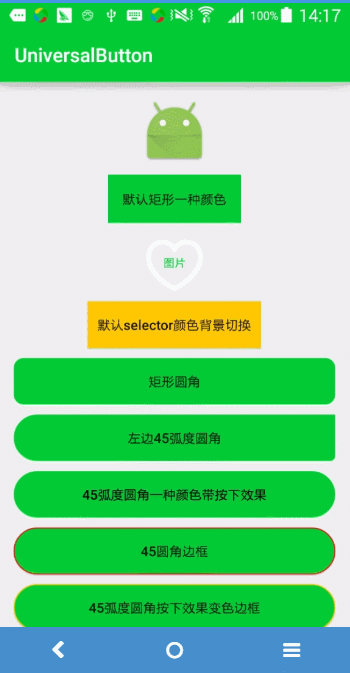 100% 14:17
UniversalButton
默认矩形一种颜色
图片
默认selector颜色背景切换
矩形圆角
左边45弧度圆角
45弧度圆角一种颜色带按下效果
45圆角边框
45弧度圆角按下效果变色边框